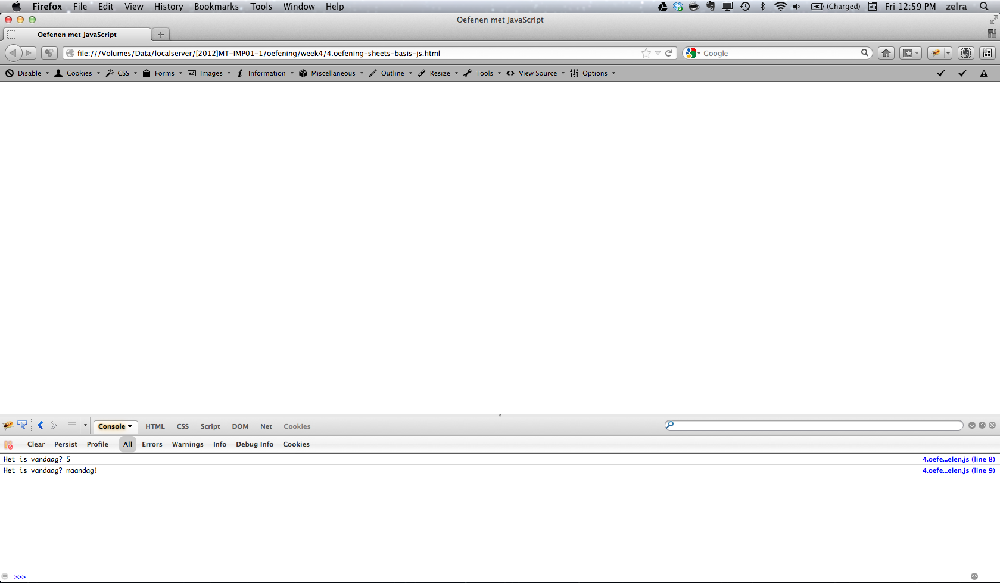 Firefox File Edit View History Bookmarks Tools Window Help (Charged) Fri 12:59 PM zelra
Oefenen met JavaScript
Oefenen met JavaScript
file:///Volumes/Data/localserver/[2012]MT-IMP01-1/oefening/week4/4.oefening-sheets-basis-js.html Google
Disable Cookies CSS Forms Images Information Miscellaneous Outline Resize Tools View Source Options
Console HTML CSS Script DOM Net Cookies
Clear Persist Profile All Errors Warnings Info Debug Info Cookies
Het is vandaag? 5 4.oefe...elen.js (line 8)
Het is vandaag? maandag! 4.oefe...elen.js (line 9)
>>>